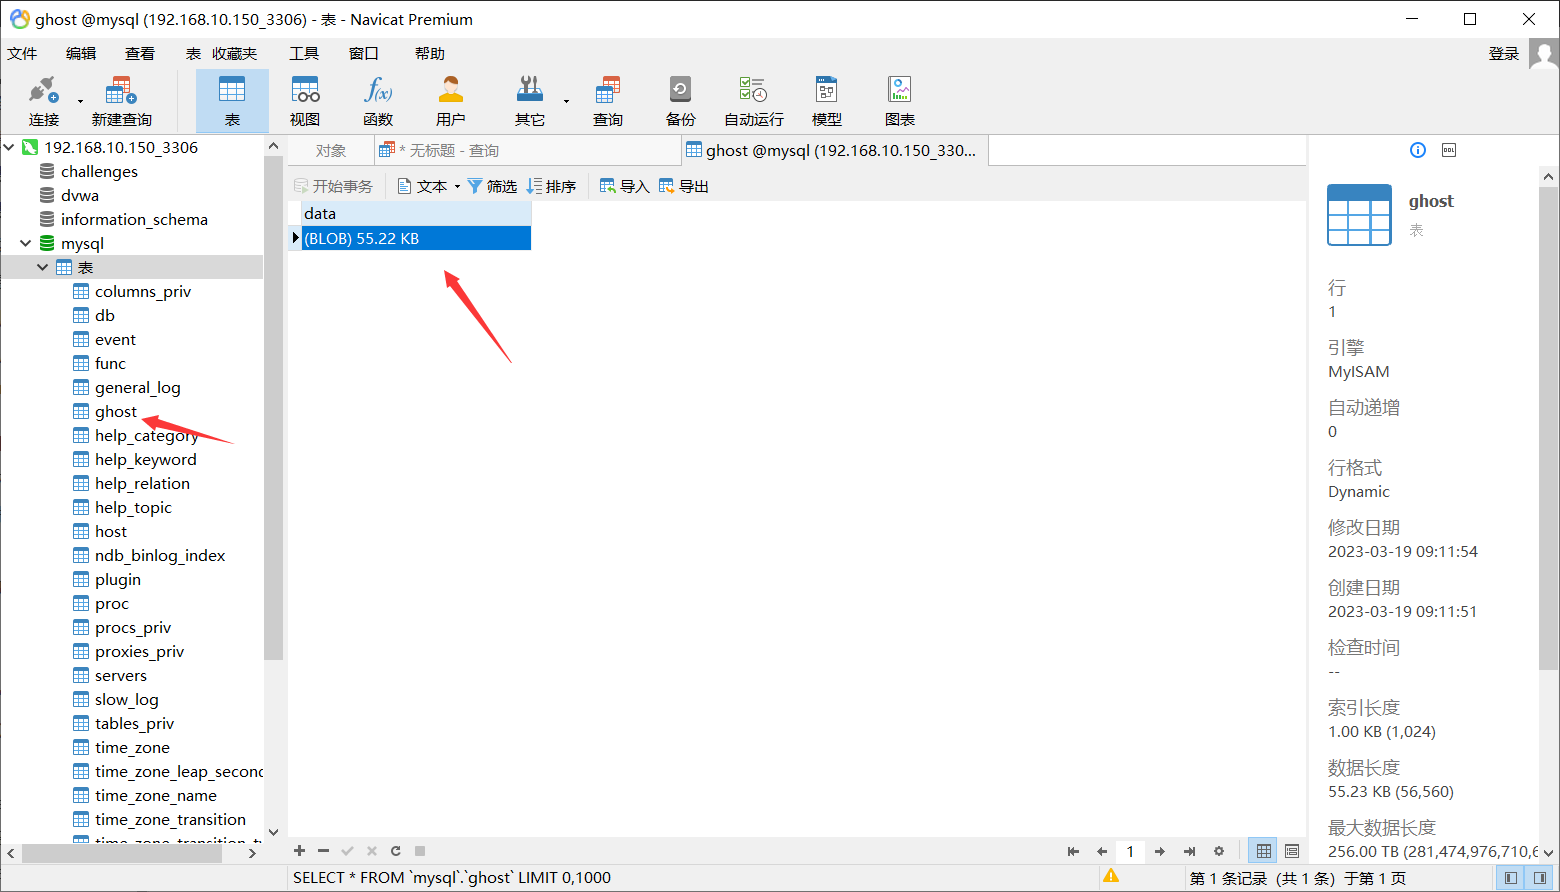 ghost @mysql (192.168.10.150_3306) - 表 - Navicat Premium
文件 编辑 查看 表 收藏夹 工具 窗口 帮助 登录
连接 新建查询 表 视图 函数 用户 其它 查询 备份 自动运行 模型 图表
192.168.10.150_3306
challenges
dvwa
information_schema
mysql
表
columns_priv
db
event
func
general_log
ghost
help_category
help_keyword
help_relation
help_topic
host
ndb_binlog_index
plugin
proc
procs_priv
proxies_priv
servers
slow_log
tables_priv
time_zone
time_zone_leap_second
time_zone_name
time_zone_transition
对象 * 无标题 - 查询 ghost @mysql (192.168.10.150_330...
开始事务 文本 筛选 排序 导入 导出
data
(BLOB) 55.22 KB
DDL
ghost
表
行
1
引擎
MyISAM
自动递增
0
行格式
Dynamic
修改日期
2023-03-19 09:11:54
创建日期
2023-03-19 09:11:51
检查时间
--
索引长度
1.00 KB (1,024)
数据长度
55.23 KB (56,560)
最大数据长度
256.00 TB (281,474,976,710,6
1
SELECT * FROM `mysql`.`ghost` LIMIT 0,1000
第 1 条记录 (共 1 条) 于第 1 页